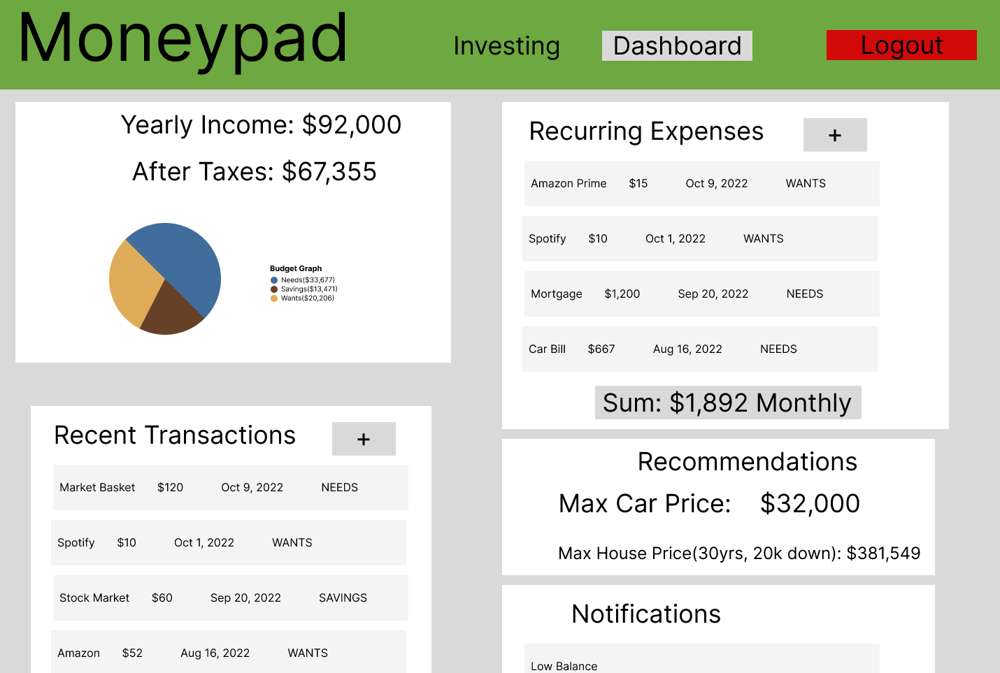 Moneypad
Investing
Dashboard
Logout
Yearly Income: $92,000
After Taxes: $67,355
Budget Graph
Needs($33,677)
Savings($13,471)
Wants($20,206)
Recent Transactions
+
Market Basket $120 Oct 9, 2022 NEEDS
Spotify $10 Oct 1, 2022 WANTS
Stock Market $60 Sep 20, 2022 SAVINGS
Amazon $52 Aug 16, 2022 WANTS
Recurring Expenses
+
Amazon Prime $15 Oct 9, 2022 WANTS
Spotify $10 Oct 1, 2022 WANTS
Mortgage $1,200 Sep 20, 2022 NEEDS
Car Bill $667 Aug 16, 2022 NEEDS
Sum: $1,892 Monthly
Recommendations
Max Car Price: $32,000
Max House Price(30yrs, 20k down): $381,549
Notifications
Low Balance